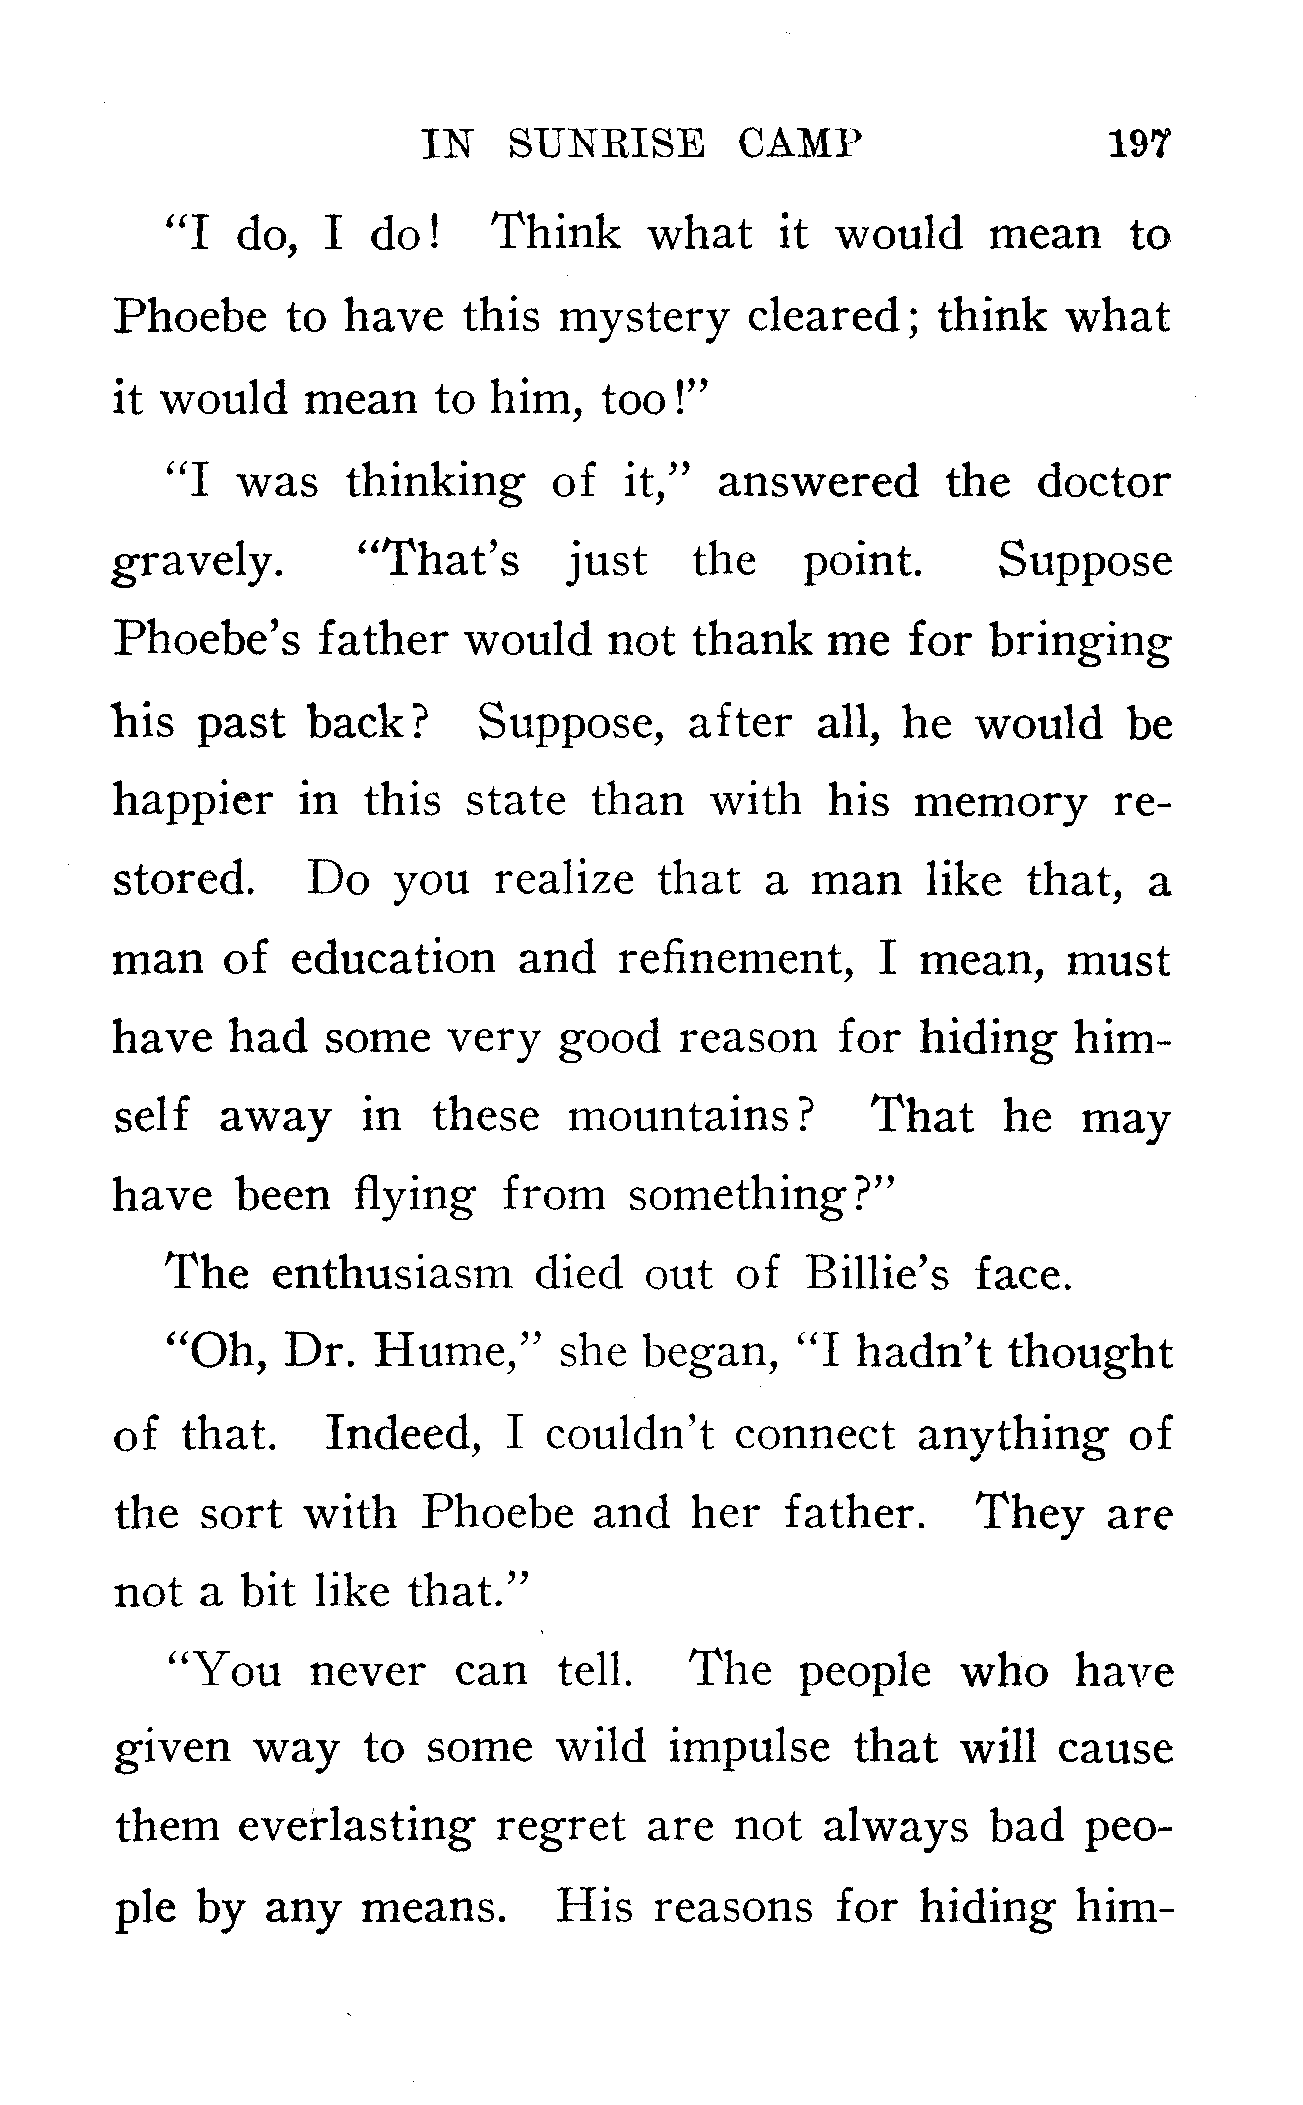 IN SUNRISE CAMP 197
“I do, I do! Think what it would mean to
Phoebe to have this mystery cleared; think what
it would mean to him, too!”
“I was thinking of it,” answered the doctor
gravely. “That’s just the point. Suppose
Phoebe’s father would not thank me for bringing
his past back? Suppose, after all, he would be
happier in this state than with his memory re-
stored. Do you realize that a man like that, a
man of education and refinement, I mean, must
have had some very good reason for hiding him-
self away in these mountains? That he may
have been flying from something?”
The enthusiasm died out of Billie’s face.
“Oh, Dr. Hume,” she began, “I hadn’t thought
of that. Indeed, I couldn’t connect anything of
the sort with Phoebe and her father. They are
not a bit like that.”
“You never can tell. The people who have
given way to some wild impulse that will cause
them everlasting regret are not always bad peo-
ple by any means. His reasons for hiding him-